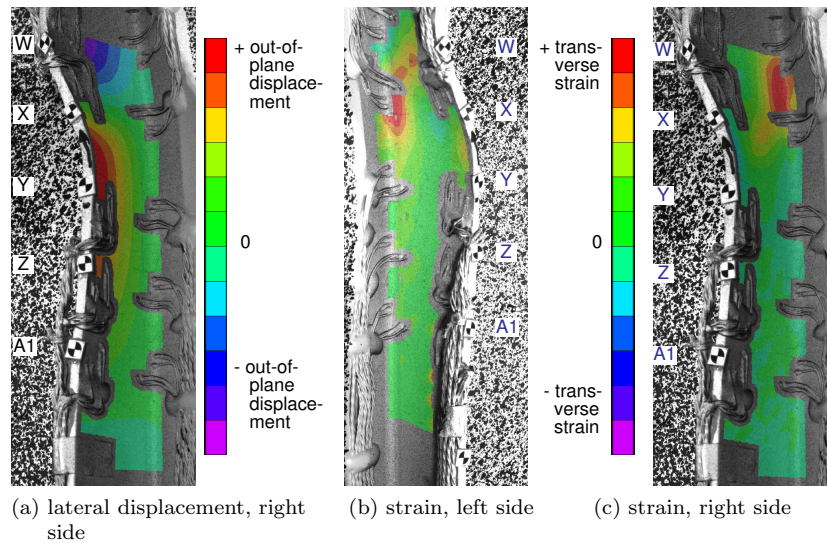 W
X
Y
Z
A1
+ out-of-
plane
displace-
ment
0
- out-of-
plane
displace-
ment
W
X
Y
Z
A1
+ trans-
verse
strain
0
- trans-
verse
strain
W
X
Y
Z
A1
(a) lateral displacement, right
side
(b) strain, left side
(c) strain, right side